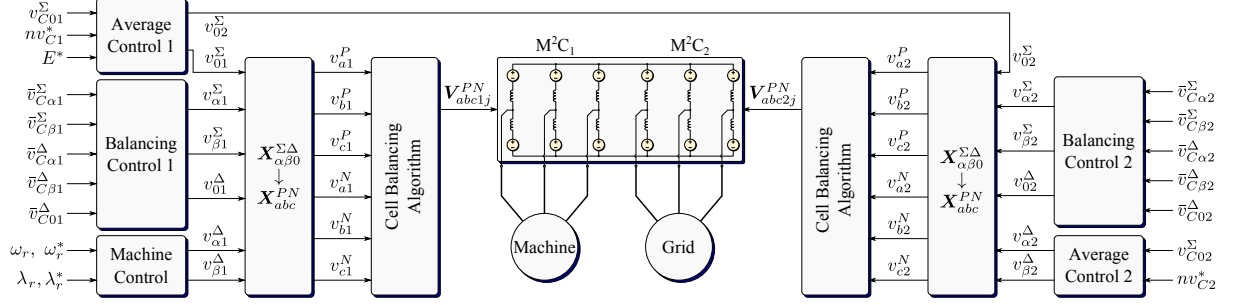 v_{C01}^{Σ}
nv_{C1}^{*}
E^{*}
Average
Control 1
v_{02}^{Σ}
v_{01}^{Σ}
v̄_{Cα1}^{Σ}
v̄_{Cβ1}^{Σ}
v̄_{Cα1}^{Δ}
v̄_{Cβ1}^{Δ}
v̄_{C01}^{Δ}
Balancing
Control 1
v_{α1}^{Σ}
v_{β1}^{Σ}
v_{01}^{Δ}
ω_r, ω_r^{*}
λ_r, λ_r^{*}
Machine
Control
v_{α1}^{Δ}
v_{β1}^{Δ}
X_{αβ0}^{ΣΔ}
↓
X_{abc}^{PN}
v_{a1}^{P}
v_{b1}^{P}
v_{c1}^{P}
v_{a1}^{N}
v_{b1}^{N}
v_{c1}^{N}
Cell Balancing
Algorithm
V_{abc1j}^{PN}
M²C₁
M²C₂
Machine
Grid
V_{abc2j}^{PN}
Cell Balancing
Algorithm
v_{a2}^{P}
v_{b2}^{P}
v_{c2}^{P}
v_{a2}^{N}
v_{b2}^{N}
v_{c2}^{N}
X_{αβ0}^{ΣΔ}
↓
X_{abc}^{PN}
v_{02}^{Σ}
v_{α2}^{Σ}
v_{β2}^{Σ}
v_{02}^{Δ}
v_{α2}^{Δ}
v_{β2}^{Δ}
Balancing
Control 2
v̄_{Cα2}^{Σ}
v̄_{Cβ2}^{Σ}
v̄_{Cα2}^{Δ}
v̄_{Cβ2}^{Δ}
v̄_{C02}^{Δ}
Average
Control 2
v_{C02}^{Σ}
nv_{C2}^{*}